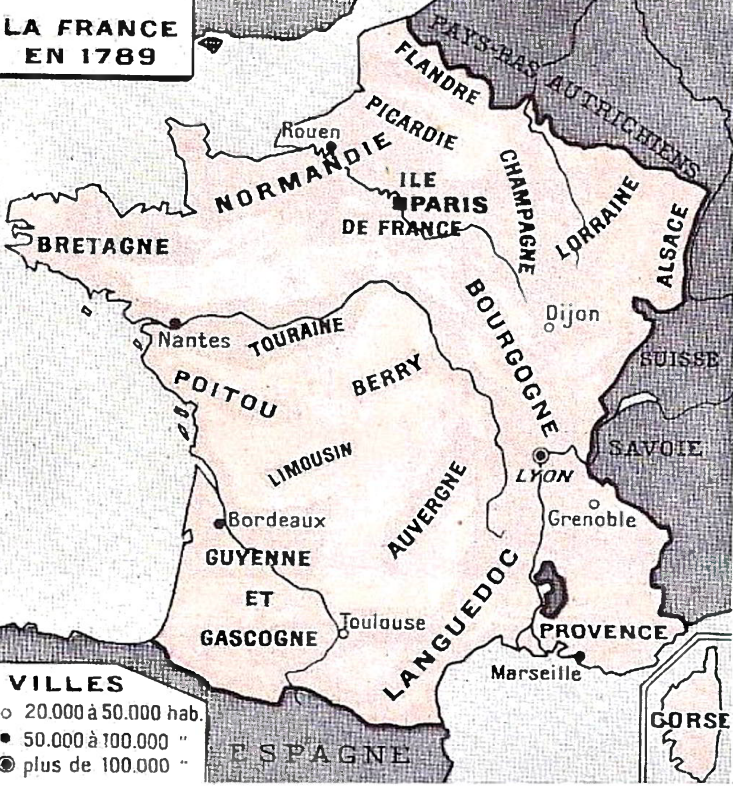 LA FRANCE
EN 1789
PAYS-BAS AUTRICHIENS
FLANDRE
PICARDIE
Rouen
NORMANDIE
CHAMPAGNE
ILE
PARIS
DE FRANCE
LORRAINE
ALSACE
BRETAGNE
BOURGOGNE
Dijon
Nantes
TOURAINE
SUISSE
POITOU
BERRY
SAVOIE
LIMOUSIN
LYON
AUVERGNE
Bordeaux
Grenoble
GUYENNE
ET
GASCOGNE
Toulouse
LANGUEDOC
PROVENCE
Marseille
VILLES
20.000 à 50.000 hab.
50.000 à 100.000 "
plus de 100.000 "
ESPAGNE
CORSE